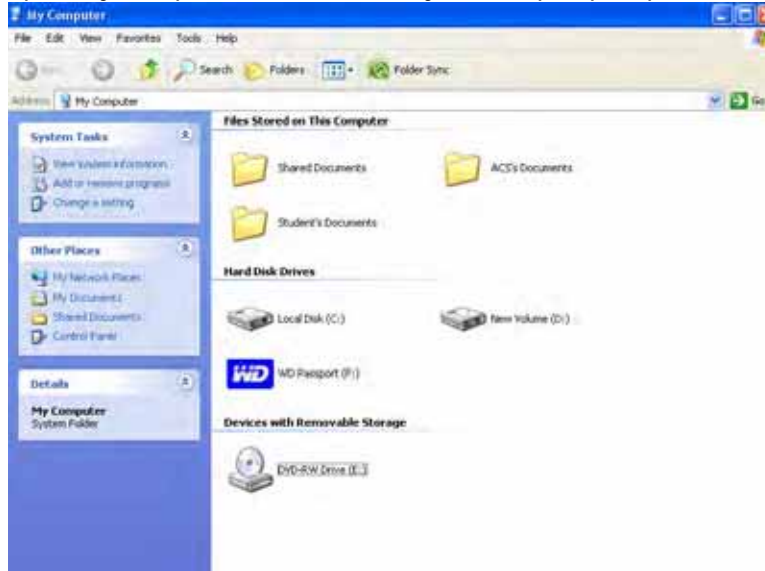 My Computer
File Edit View Favorites Tools Help
Search Folders Folder Sync
Address My Computer Go
System Tasks
View system information
Add or remove programs
Change a setting
Other Places
My Network Places
My Documents
Shared Documents
Control Panel
Details
My Computer
System Folder
Files Stored on This Computer
Shared Documents ACS's Documents
Student's Documents
Hard Disk Drives
Local Disk (C:) New Volume (D:)
WD WD Passport (F:)
Devices with Removable Storage
DVD-RW Drive (E:)